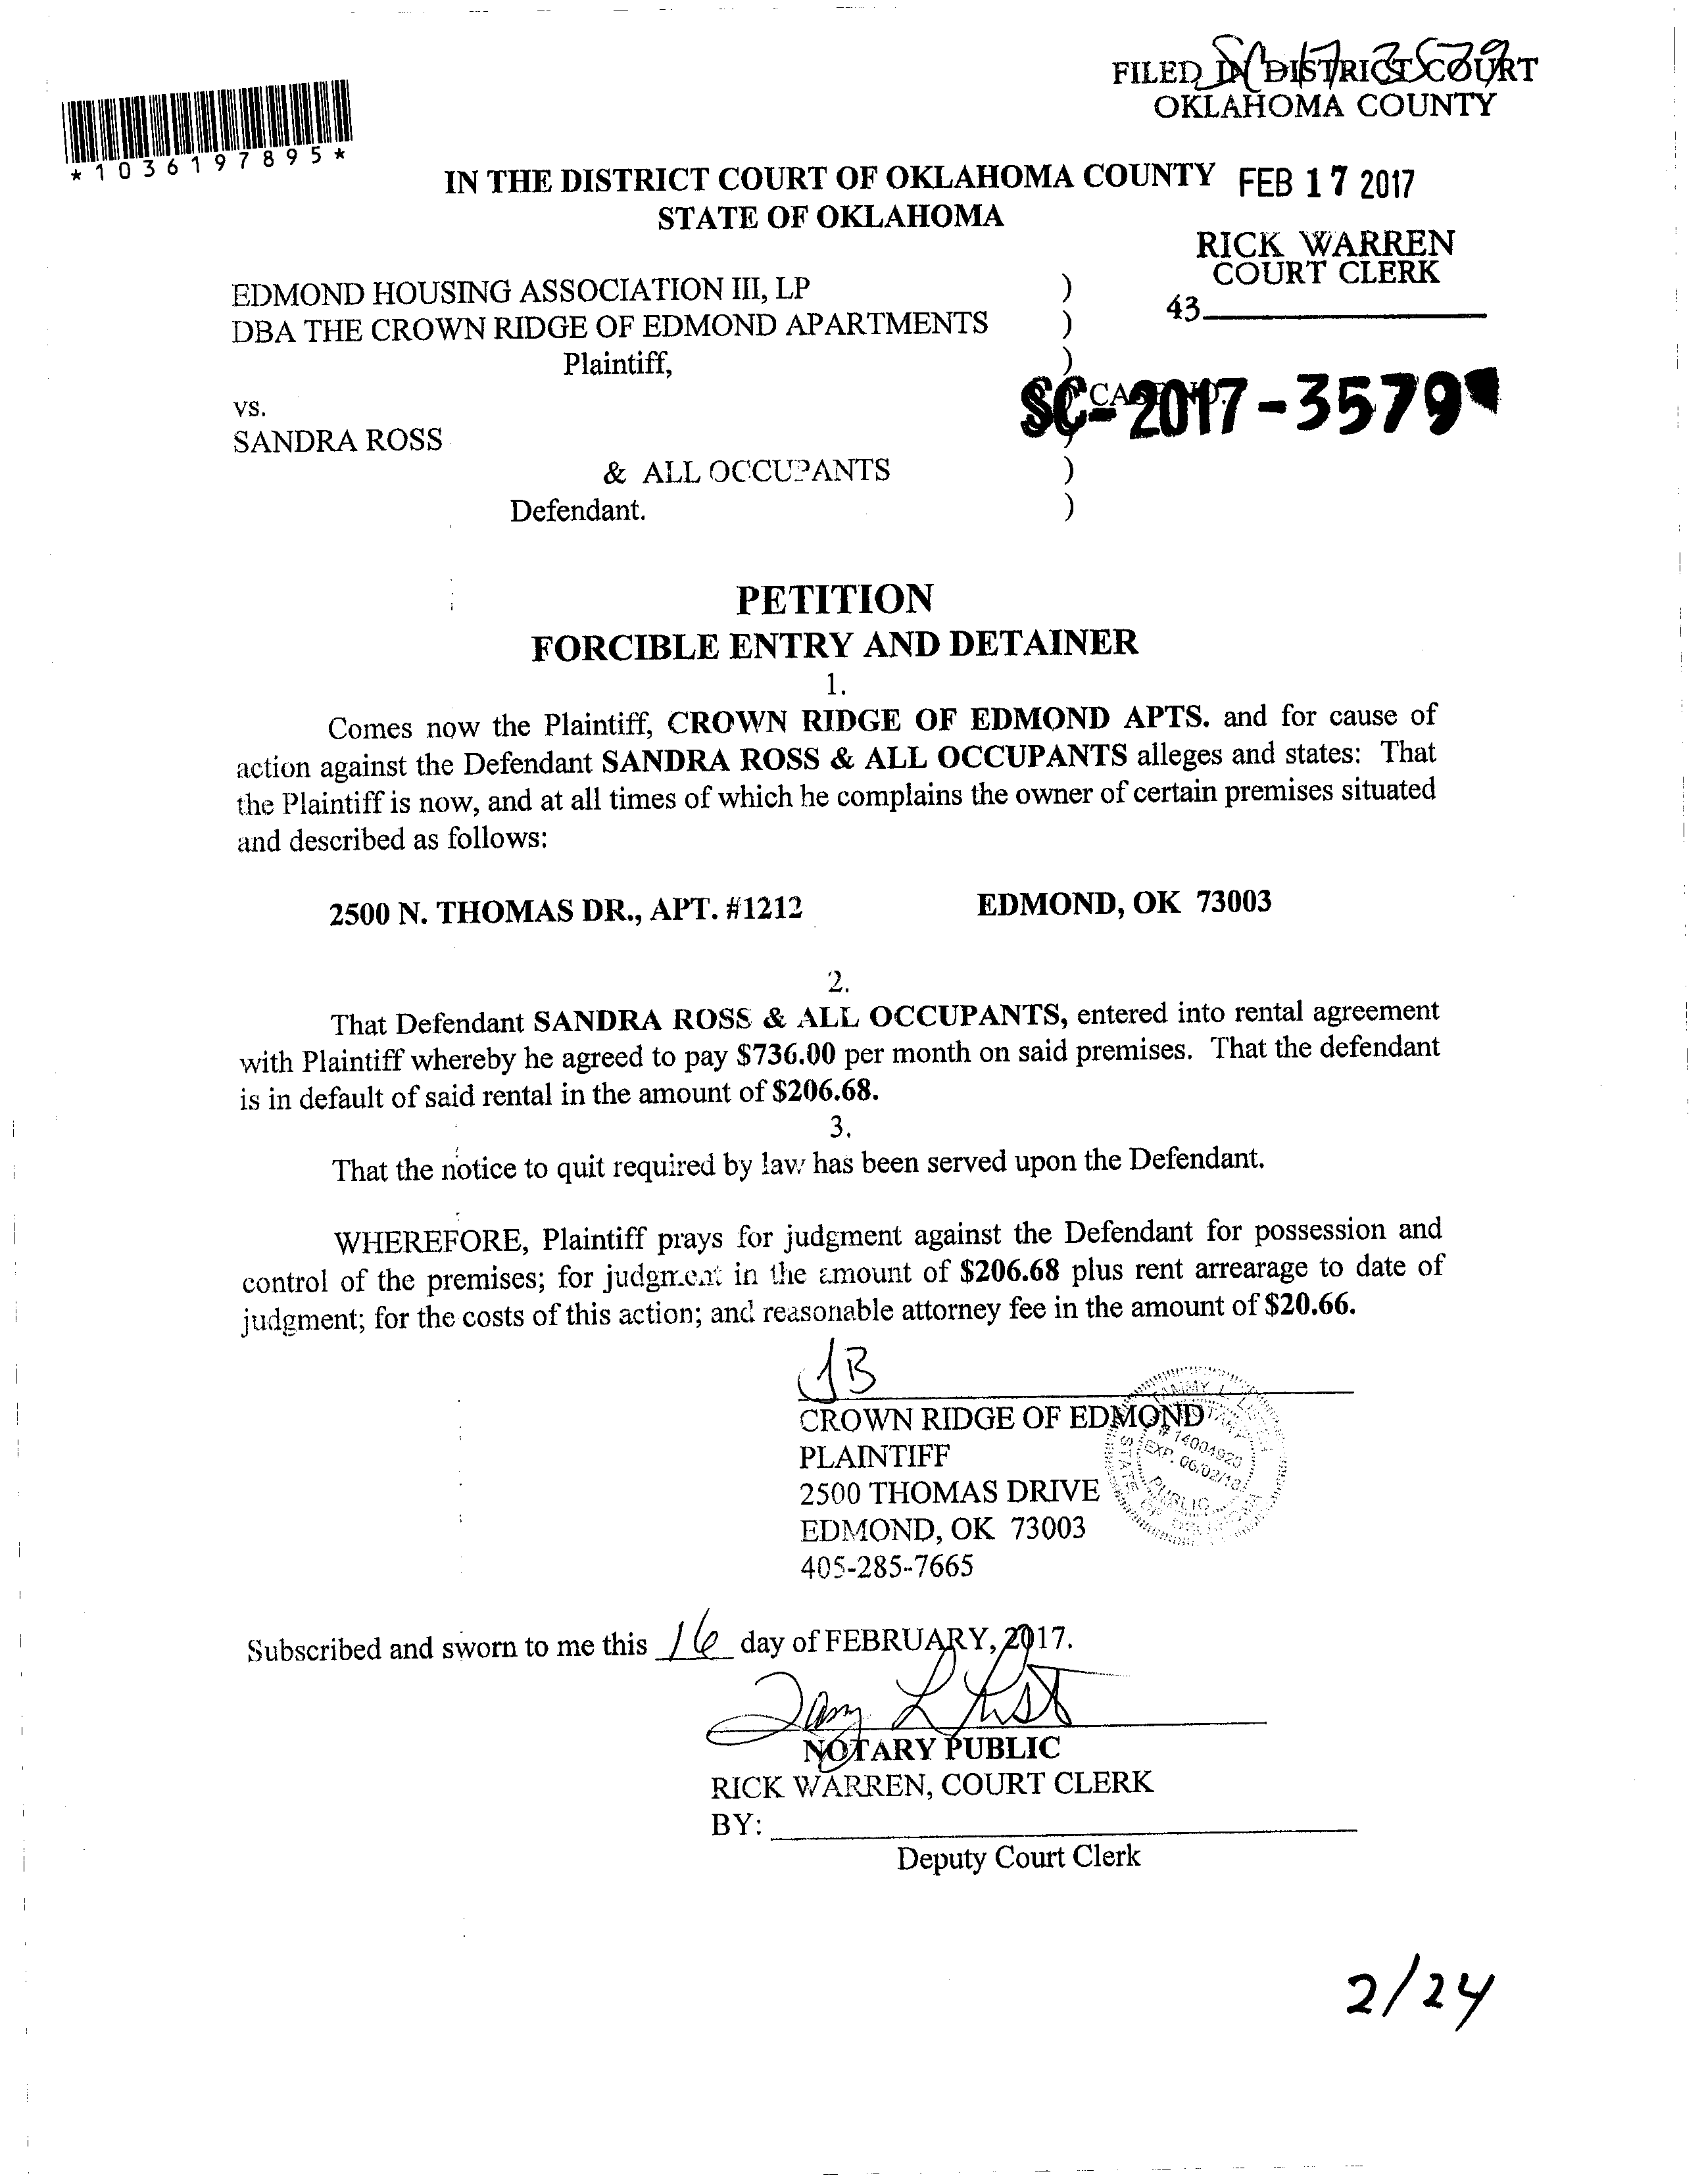 SC-17-3579
FILED IN DISTRICT COURT
OKLAHOMA COUNTY
*1036197895*
IN THE DISTRICT COURT OF OKLAHOMA COUNTY FEB 17 2017
STATE OF OKLAHOMA
RICK WARREN
COURT CLERK
43
EDMOND HOUSING ASSOCIATION III, LP )
DBA THE CROWN RIDGE OF EDMOND APARTMENTS )
Plaintiff, )
CASE NO.
SC-2017-3579
vs.
SANDRA ROSS )
& ALL OCCUPANTS )
Defendant. )
PETITION
FORCIBLE ENTRY AND DETAINER
1.
Comes now the Plaintiff, CROWN RIDGE OF EDMOND APTS. and for cause of
action against the Defendant SANDRA ROSS & ALL OCCUPANTS alleges and states: That
the Plaintiff is now, and at all times of which he complains the owner of certain premises situated
and described as follows:
2500 N. THOMAS DR., APT. #1212 EDMOND, OK 73003
2.
That Defendant SANDRA ROSS & ALL OCCUPANTS, entered into rental agreement
with Plaintiff whereby he agreed to pay $736.00 per month on said premises. That the defendant
is in default of said rental in the amount of $206.68.
3.
That the notice to quit required by law has been served upon the Defendant.
WHEREFORE, Plaintiff prays for judgment against the Defendant for possession and
control of the premises; for judgment in the amount of $206.68 plus rent arrearage to date of
judgment; for the costs of this action; and reasonable attorney fee in the amount of $20.66.
JB
CROWN RIDGE OF EDMOND
PLAINTIFF
2500 THOMAS DRIVE
EDMOND, OK 73003
405-285-7665
TAMMY L.
NOTARY
# 14004920
EXP. 06/02/18
PUBLIC
STATE OF OKLAHOMA
Subscribed and sworn to me this 16 day of FEBRUARY, 2017.
NOTARY PUBLIC
RICK WARREN, COURT CLERK
BY:
Deputy Court Clerk
2/24